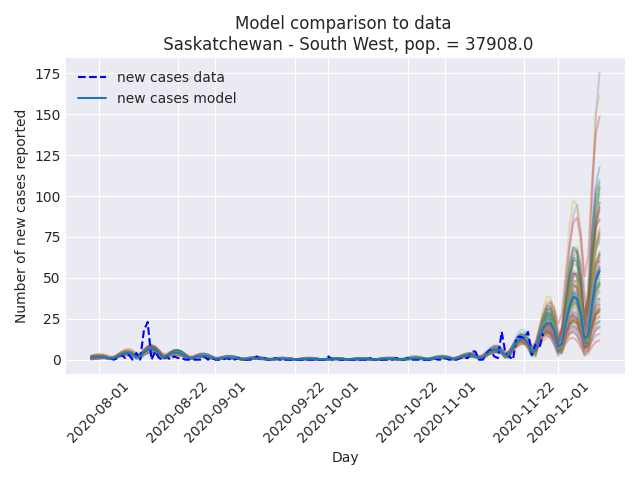 Model comparison to data
Saskatchewan - South West, pop. = 37908.0
new cases data
new cases model
Number of new cases reported
175
150
125
100
75
50
25
0
2020-08-01
2020-08-22
2020-09-01
2020-09-22
2020-10-01
2020-10-22
2020-11-01
2020-11-22
2020-12-01
Day